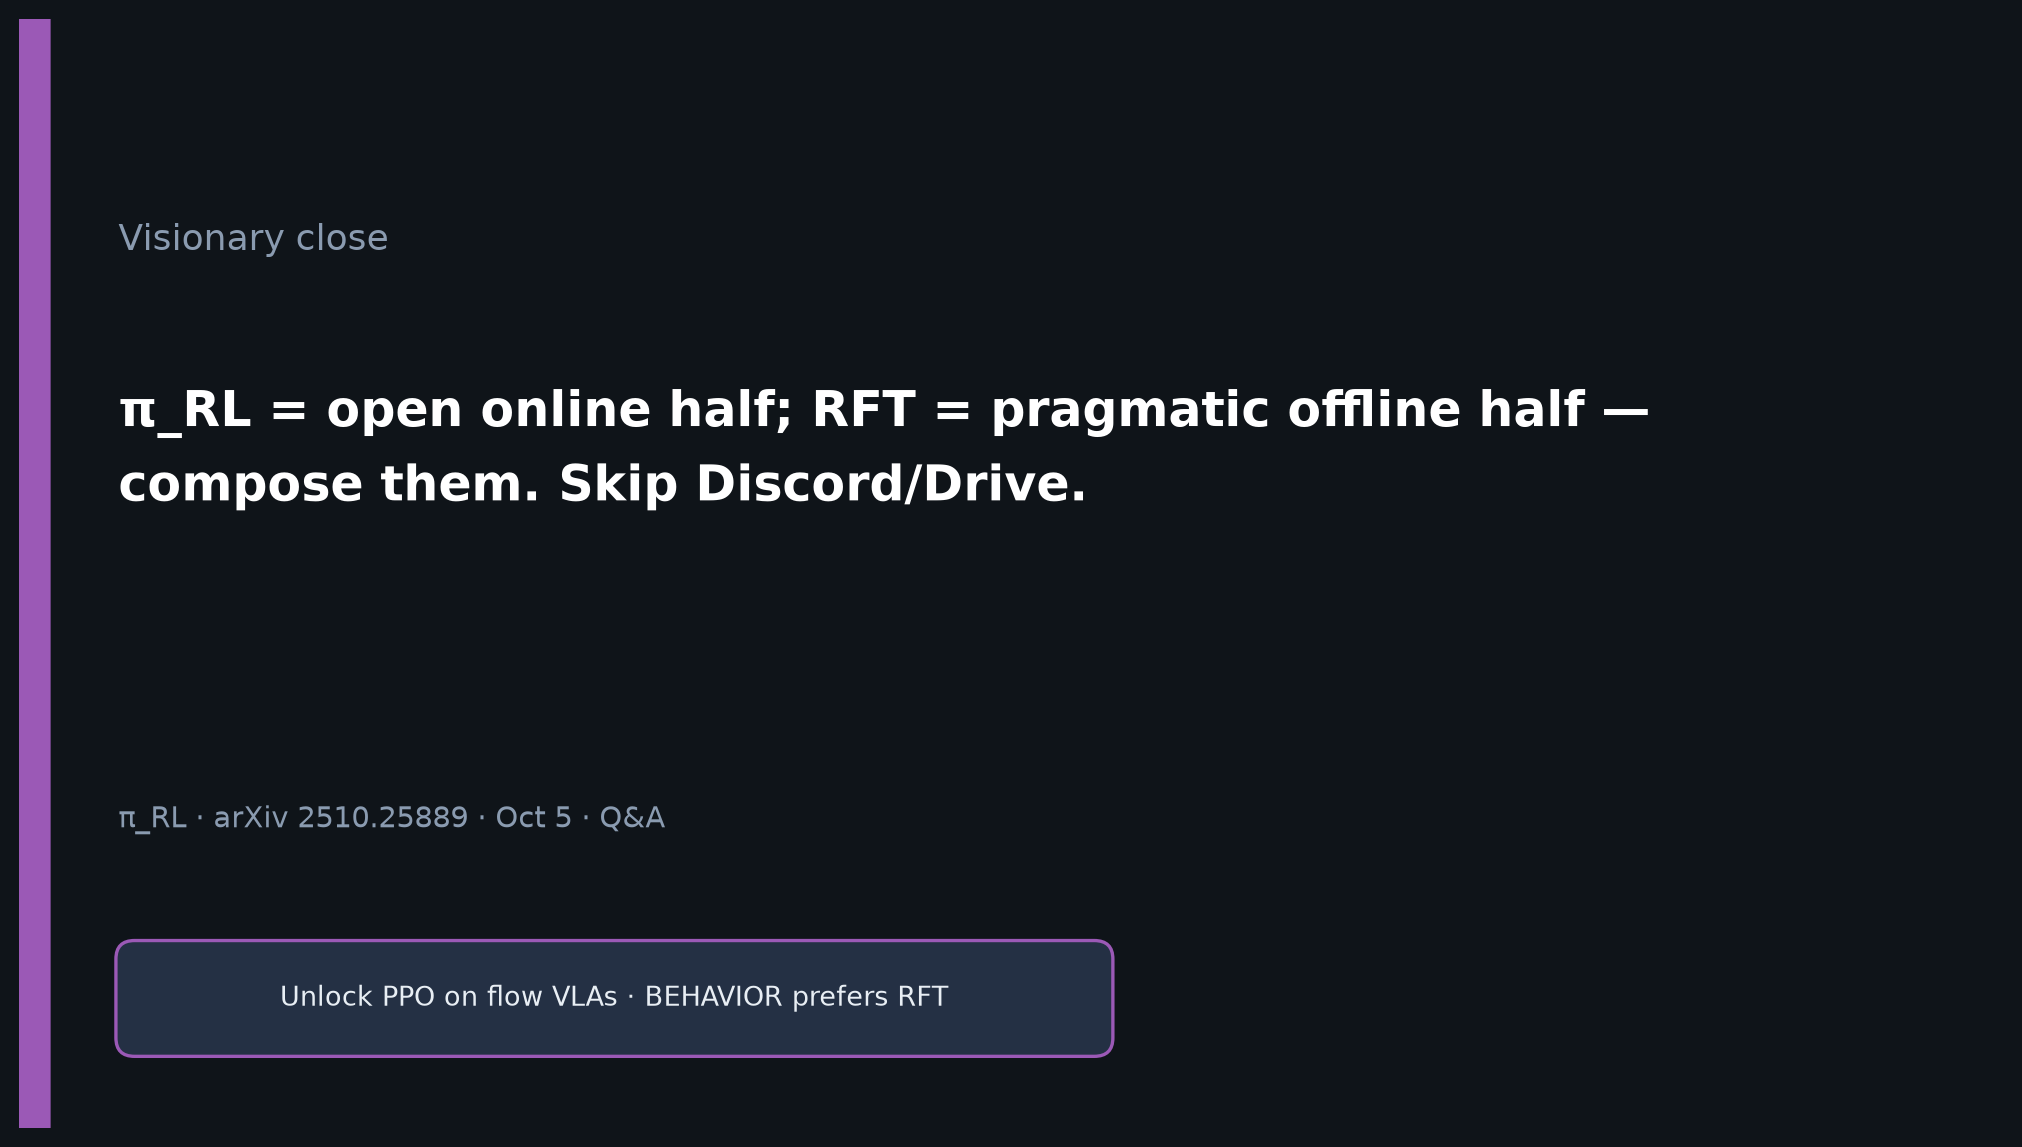 Visionary close
π_RL = open online half; RFT = pragmatic offline half —
compose them. Skip Discord/Drive.
π_RL · arXiv 2510.25889 · Oct 5 · Q&A
Unlock PPO on flow VLAs · BEHAVIOR prefers RFT